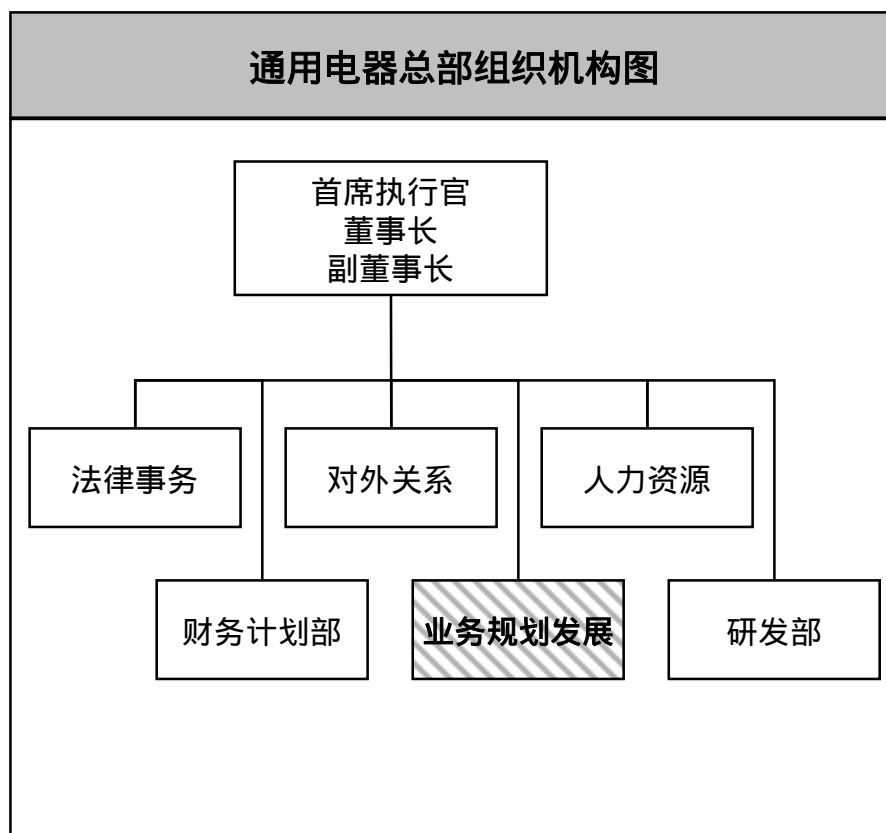 通用电器总部组织机构图
首席执行官
董事长
副董事长
法律事务
对外关系
人力资源
财务计划部
业务规划发展
研发部